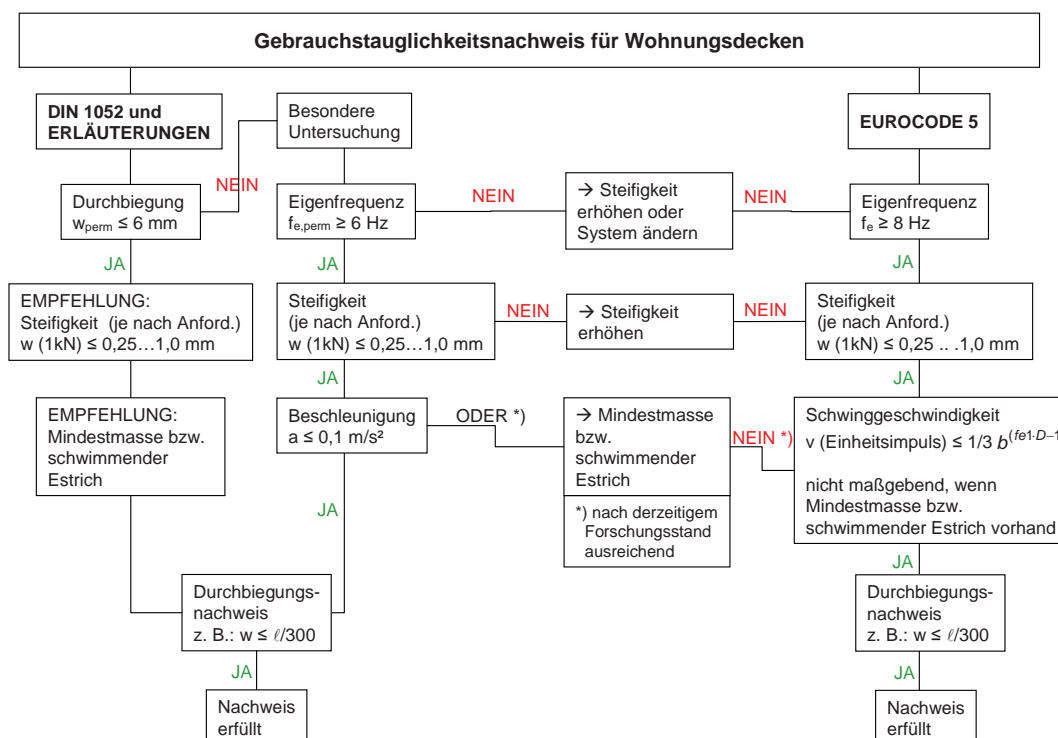 Gebrauchstauglichkeitsnachweis für Wohnungsdecken
DIN 1052 und
ERLÄUTERUNGEN
Besondere
Untersuchung
EUROCODE 5
NEIN
Durchbiegung
wperm ≤ 6 mm
Eigenfrequenz
fe,perm ≥ 6 Hz
NEIN
→ Steifigkeit
erhöhen oder
System ändern
NEIN
Eigenfrequenz
fe ≥ 8 Hz
JA
JA
JA
EMPFEHLUNG:
Steifigkeit (je nach Anford.)
w (1kN) ≤ 0,25…1,0 mm
Steifigkeit
(je nach Anford.)
w (1kN) ≤ 0,25…1,0 mm
NEIN
→ Steifigkeit
erhöhen
NEIN
Steifigkeit
(je nach Anford.)
w (1kN) ≤ 0,25 .. .1,0 mm
JA
JA
EMPFEHLUNG:
Mindestmasse bzw.
schwimmender
Estrich
Beschleunigung
a ≤ 0,1 m/s²
ODER *)
→ Mindestmasse
bzw.
schwimmender
Estrich
*) nach derzeitigem
Forschungsstand
ausreichend
NEIN *)
Schwinggeschwindigkeit
v (Einheitsimpuls) ≤ 1/3 b(fe1·D−1
nicht maßgebend, wenn
Mindestmasse bzw.
schwimmender Estrich vorhand
JA
JA
Durchbiegungs-
nachweis
z. B.: w ≤ ℓ/300
Durchbiegungs-
nachweis
z. B.: w ≤ ℓ/300
JA
JA
Nachweis
erfüllt
Nachweis
erfüllt